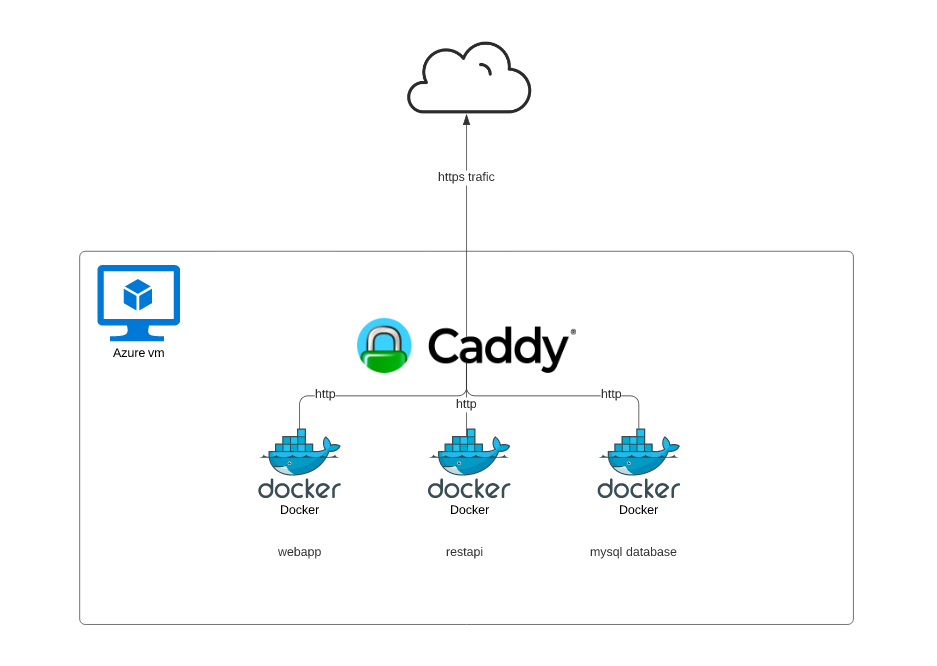 https trafic
Azure vm
Caddy®
http
http
http
docker
docker
docker
Docker
Docker
Docker
webapp
restapi
mysql database